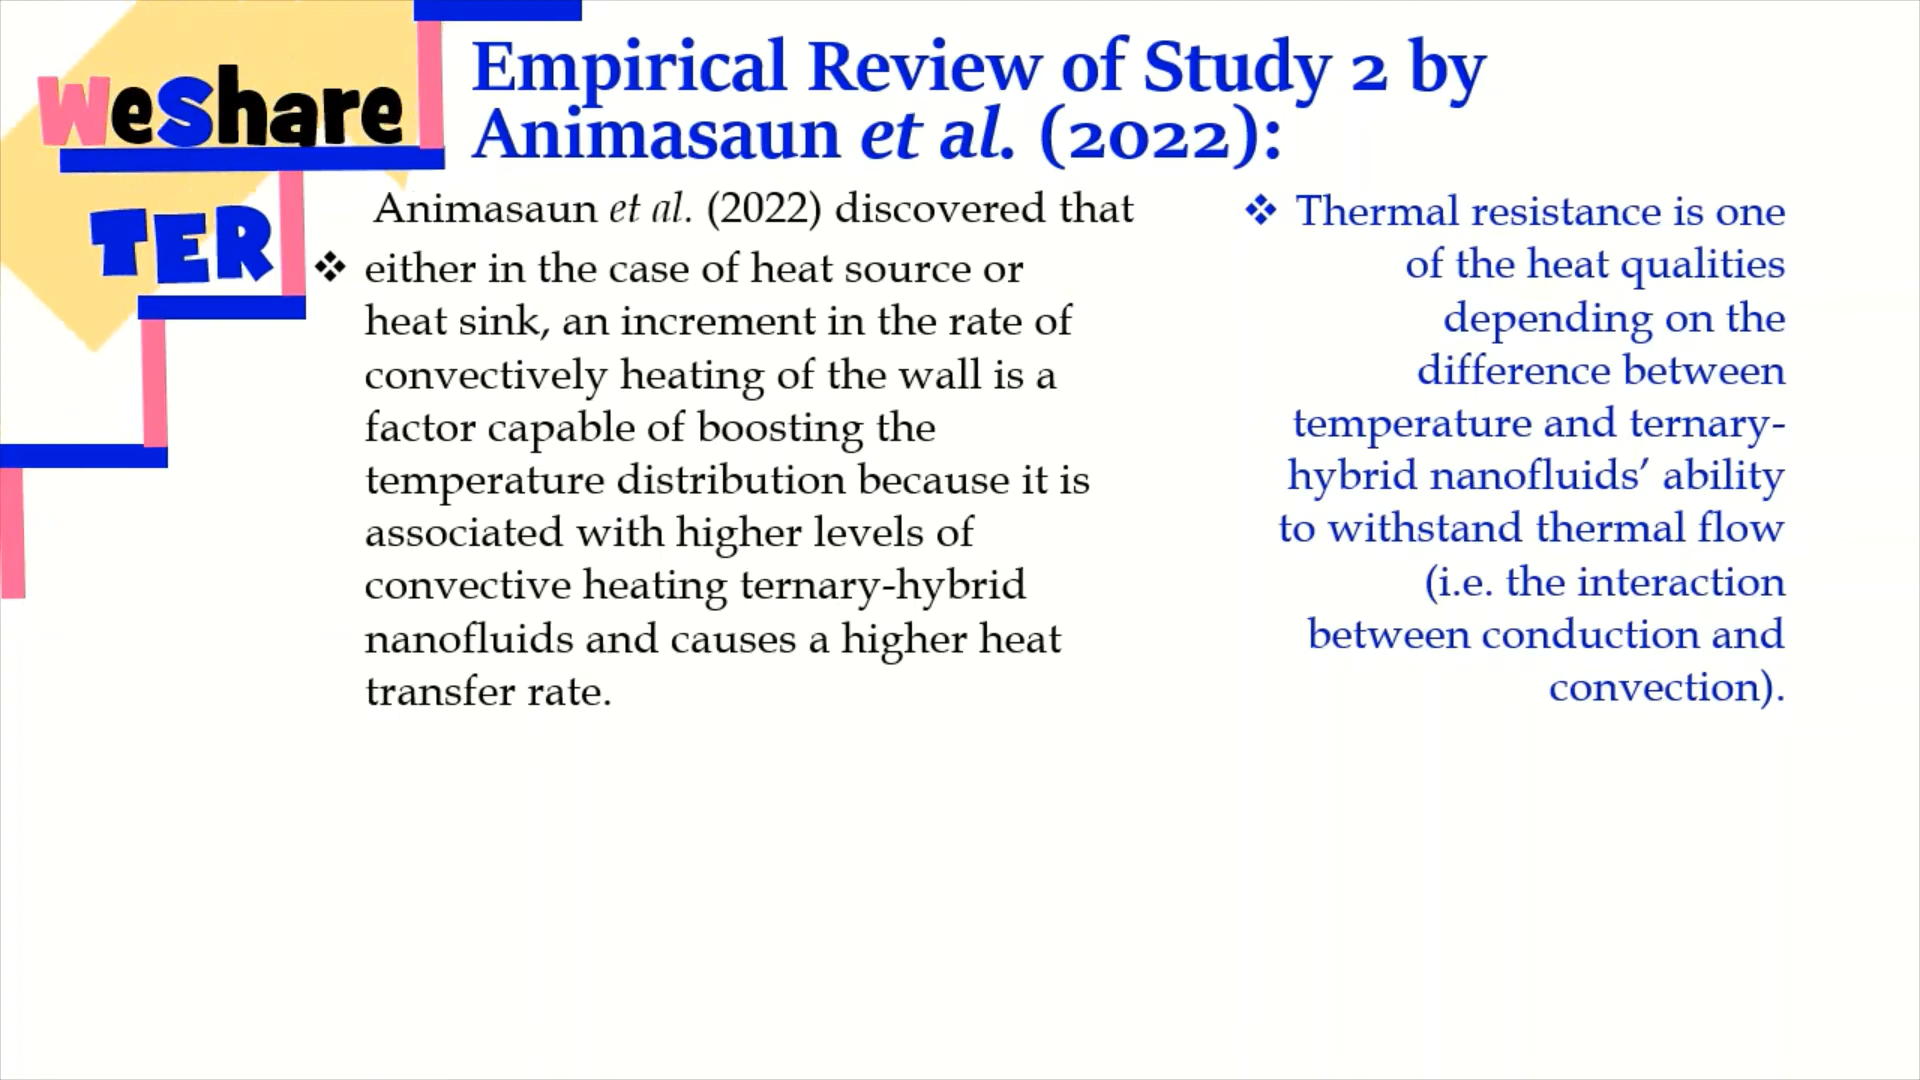 WeShare
TER
Empirical Review of Study 2 by
Animasaun et al. (2022):
Animasaun et al. (2022) discovered that
❖ either in the case of heat source or
heat sink, an increment in the rate of
convectively heating of the wall is a
factor capable of boosting the
temperature distribution because it is
associated with higher levels of
convective heating ternary-hybrid
nanofluids and causes a higher heat
transfer rate.
❖ Thermal resistance is one
of the heat qualities
depending on the
difference between
temperature and ternary-
hybrid nanofluids’ ability
to withstand thermal flow
(i.e. the interaction
between conduction and
convection).